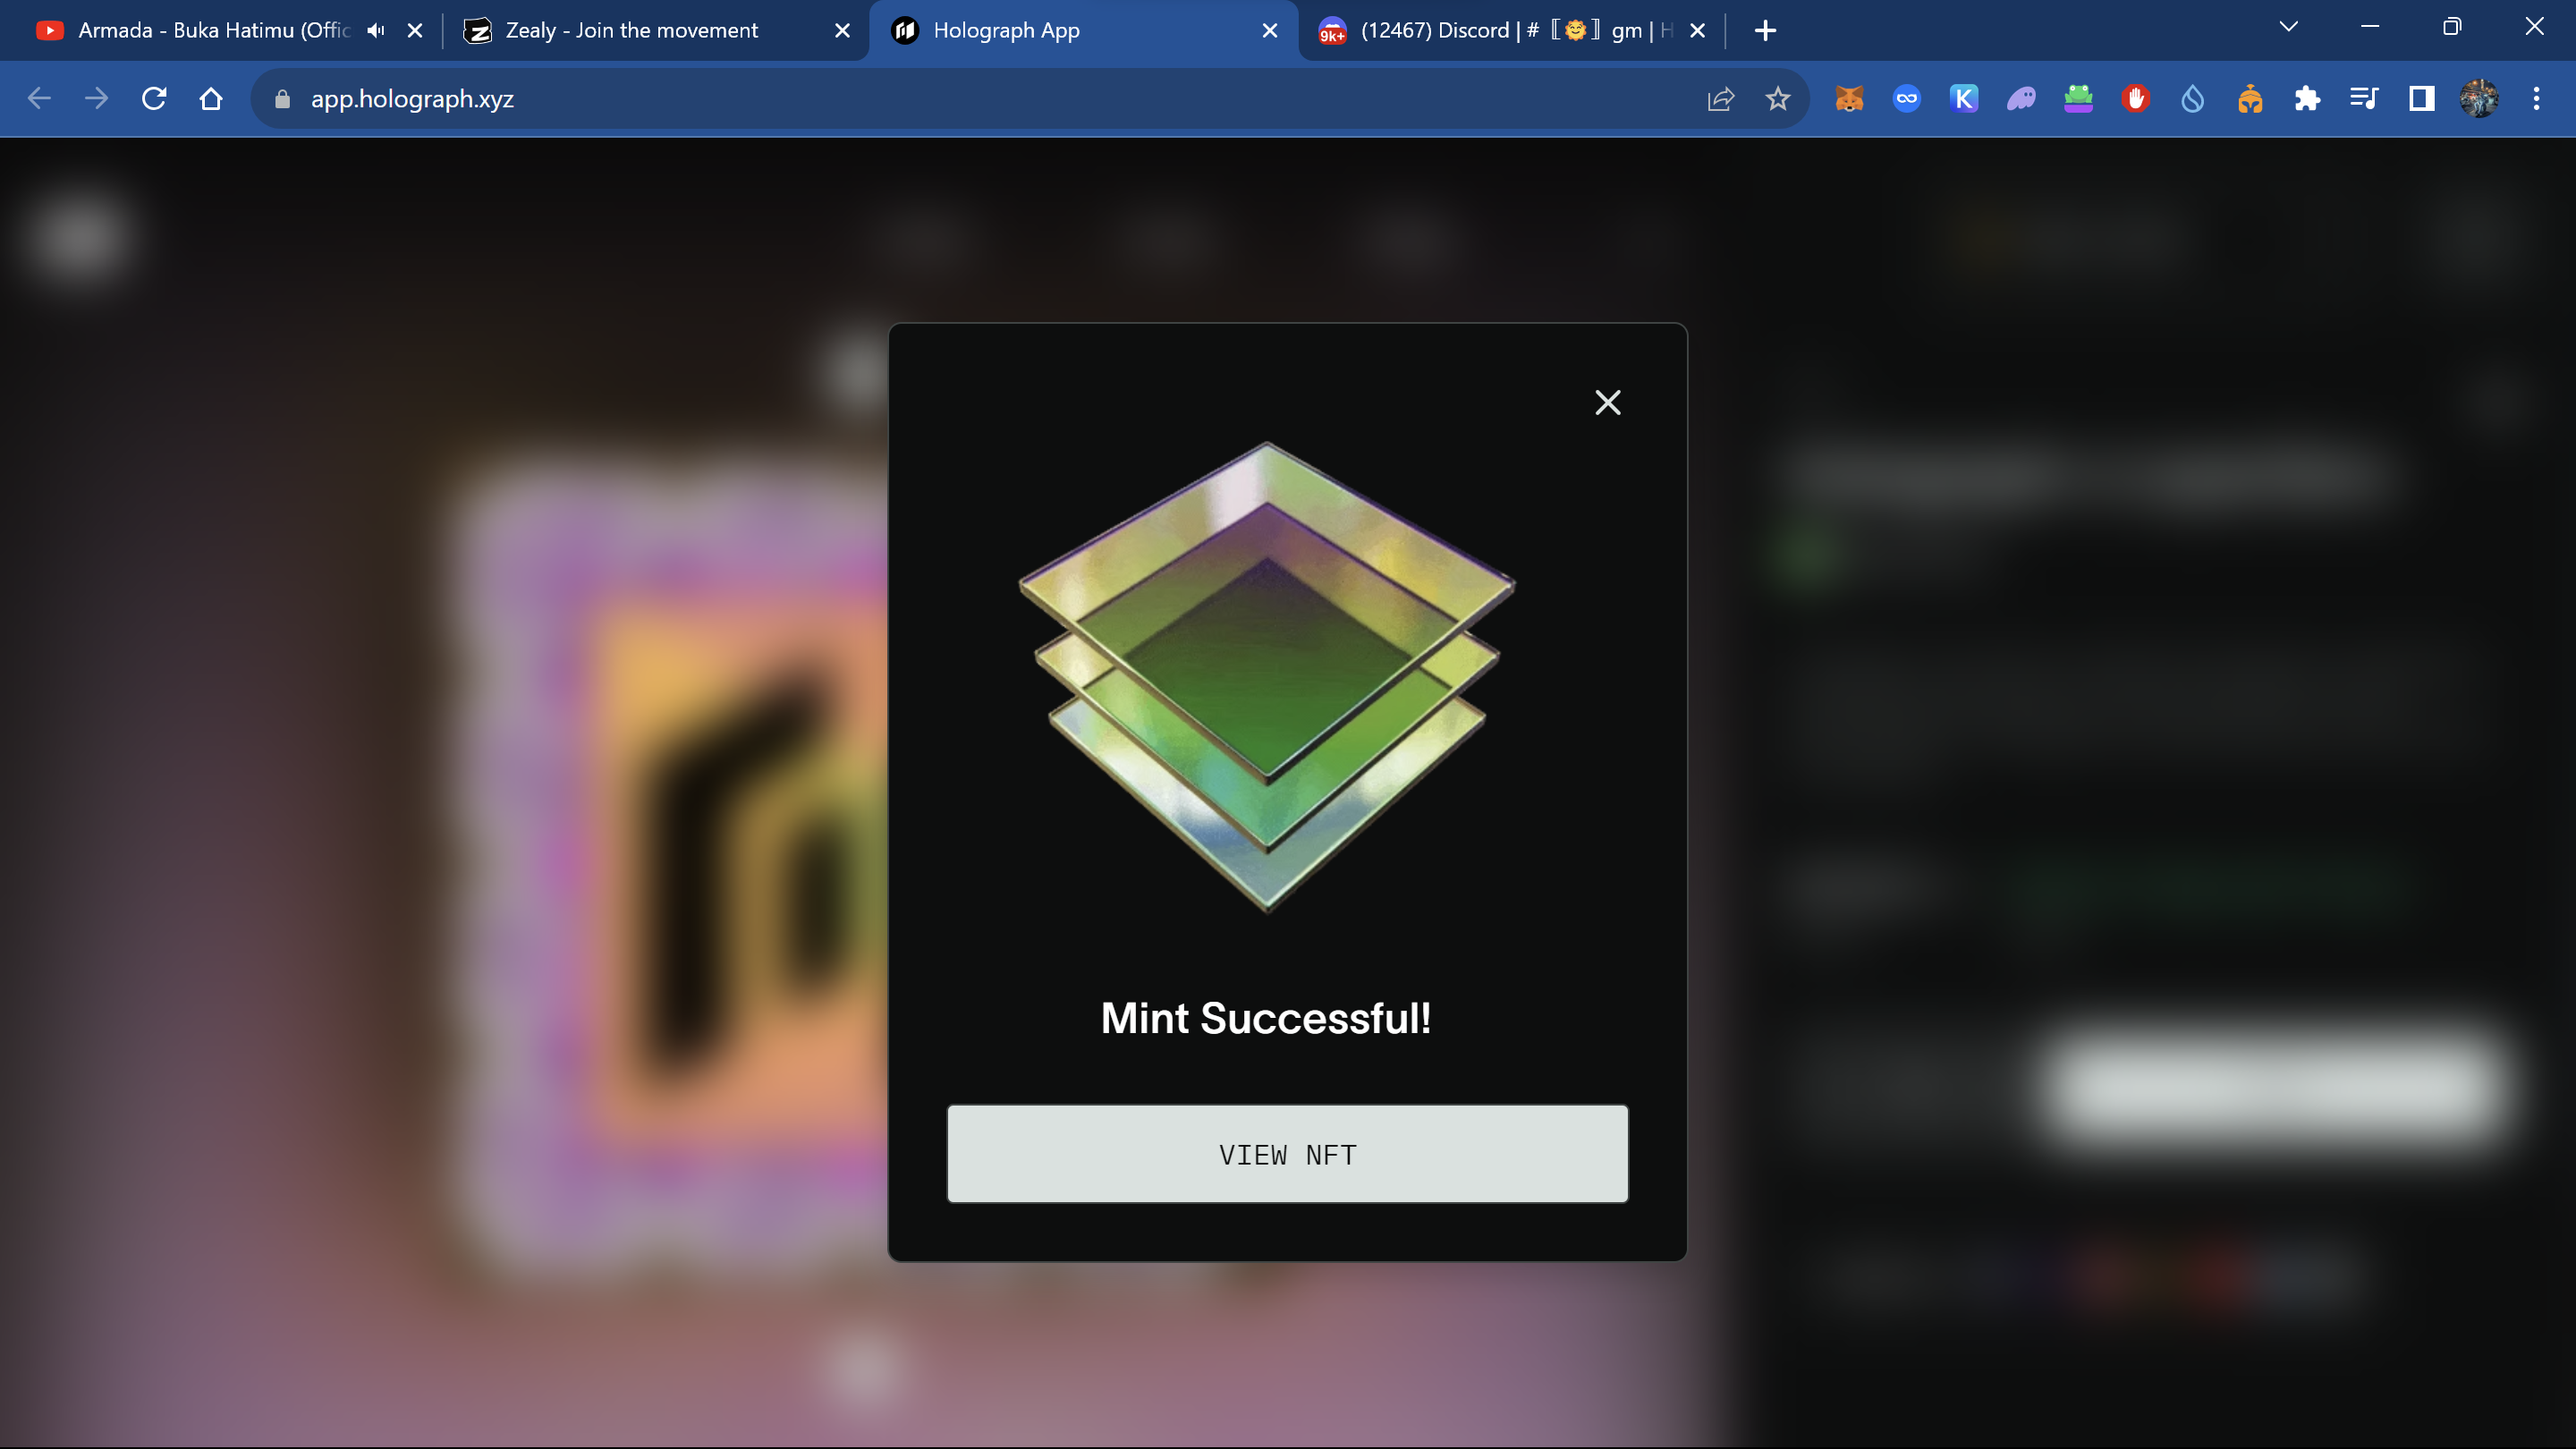 Armada - Buka Hatimu (Offic
Zealy - Join the movement
Holograph App
9k+
(12467) Discord | # 〚🌞〛gm | H
app.holograph.xyz
Mint Successful!
VIEW NFT